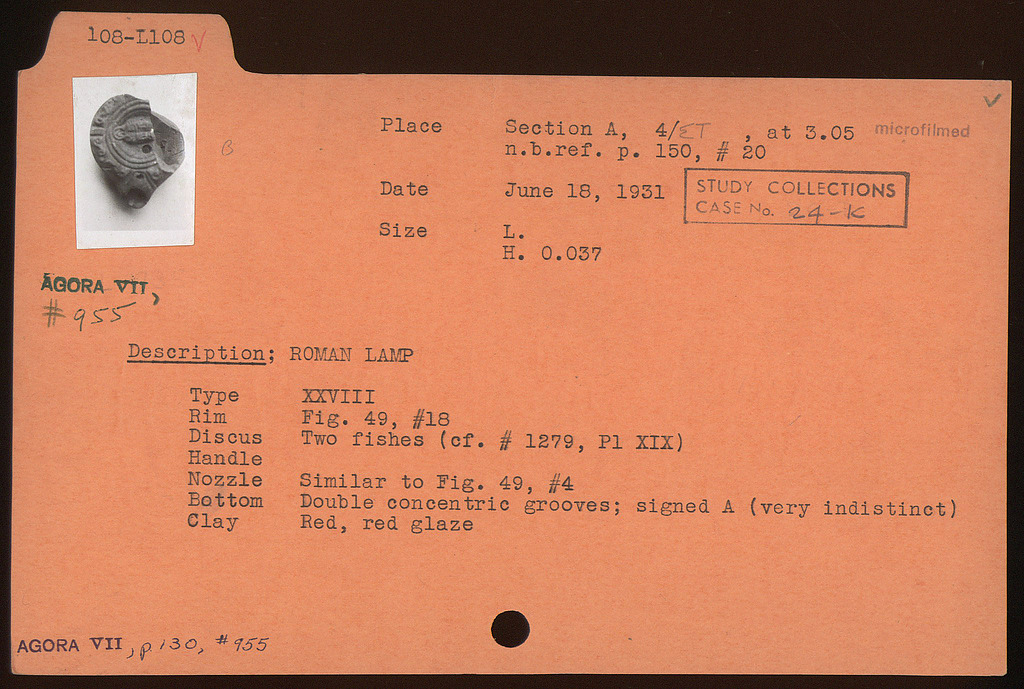 108-L108 √
B
Place Section A, 4/ET , at 3.05 microfilmed
n.b.ref. p. 150, # 20
Date June 18, 1931
STUDY COLLECTIONS
CASE No. 24-K
Size L.
H. 0.037
AGORA VII,
# 955
Description; ROMAN LAMP
Type XXVIII
Rim Fig. 49, #18
Discus Two fishes (cf. # 1279, Pl XIX)
Handle
Nozzle Similar to Fig. 49, #4
Bottom Double concentric grooves; signed A (very indistinct)
Clay Red, red glaze
AGORA VII, p. 130, # 955